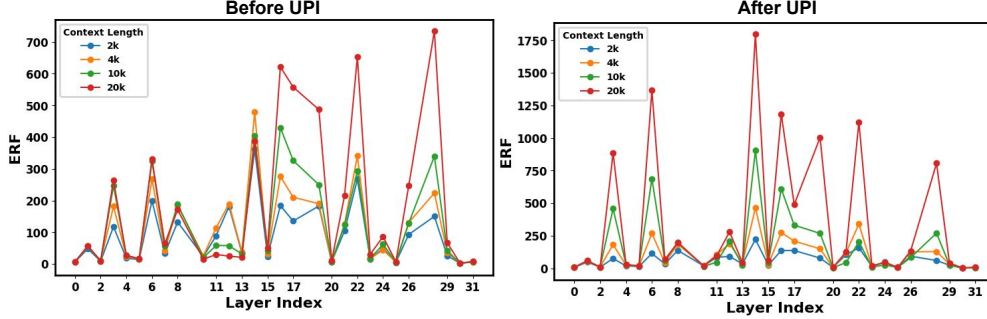 Before UPI
Context Length
2k
4k
10k
20k
ERF
700
600
500
400
300
200
100
0
0 2 3 6 8 11 13 15 17 20 22 24 26 29 31
Layer Index
After UPI
Context Length
2k
4k
10k
20k
ERF
1750
1500
1250
1000
750
500
250
0
0 2 3 6 8 11 13 15 17 20 22 24 26 29 31
Layer Index